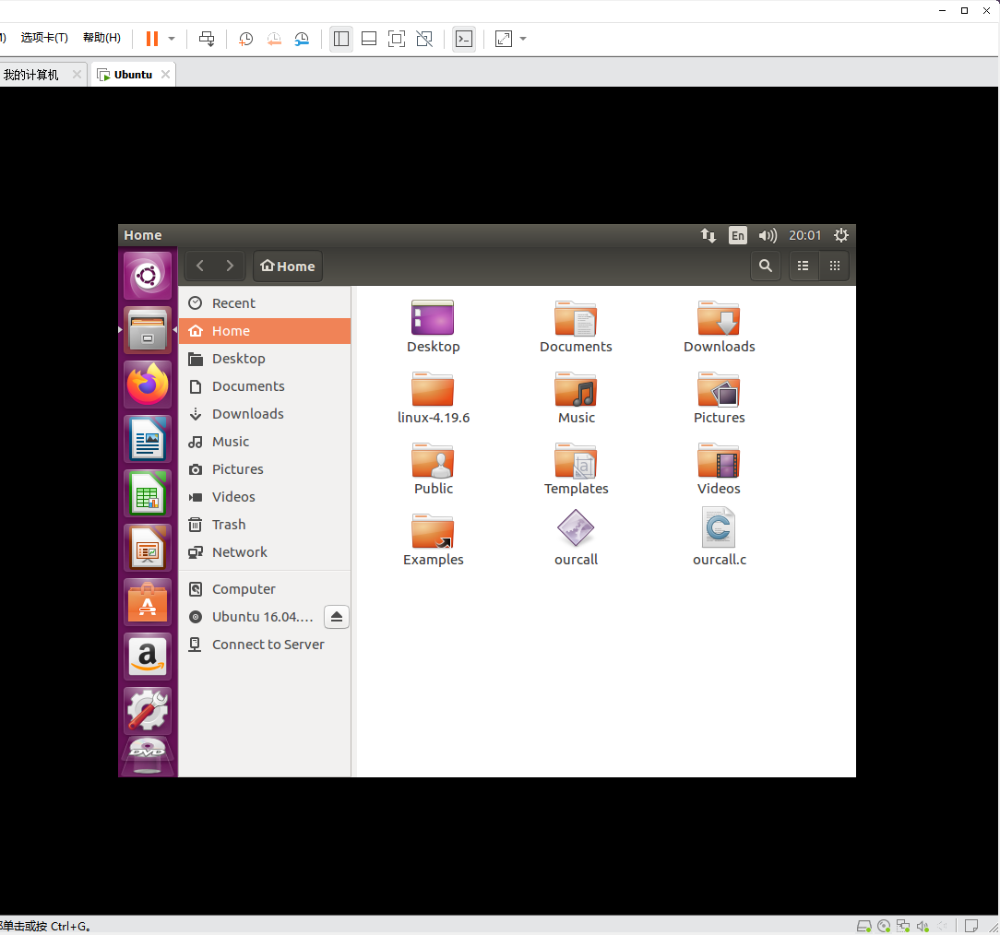 选项卡(T) 帮助(H)
我的计算机 Ubuntu
Home En 20:01
Home
Recent
Home
Desktop
Documents
Downloads
Music
Pictures
Videos
Trash
Network
Computer
Ubuntu 16.04....
Connect to Server
Desktop Documents Downloads
linux-4.19.6 Music Pictures
Public Templates Videos
Examples ourcall ourcall.c
A
a
DVD
单击或按 Ctrl+G。